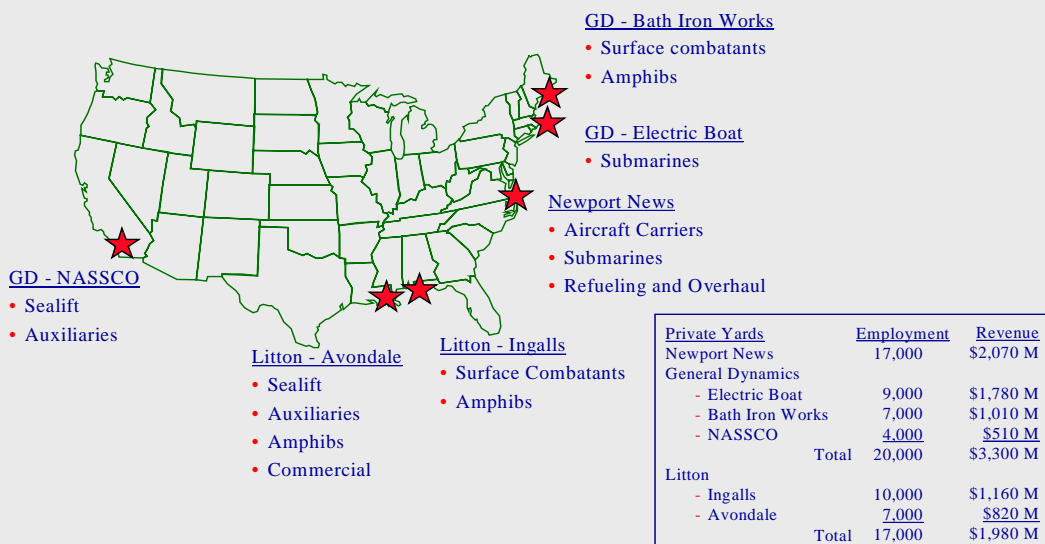 GD - Bath Iron Works
• Surface combatants
• Amphibs
GD - Electric Boat
• Submarines
Newport News
• Aircraft Carriers
• Submarines
• Refueling and Overhaul
GD - NASSCO
• Sealift
• Auxiliaries
Litton - Avondale
• Sealift
• Auxiliaries
• Amphibs
• Commercial
Litton - Ingalls
• Surface Combatants
• Amphibs
Private Yards Employment Revenue
Newport News 17,000 $2,070 M
General Dynamics
- Electric Boat 9,000 $1,780 M
- Bath Iron Works 7,000 $1,010 M
- NASSCO 4,000 $510 M
Total 20,000 $3,300 M
Litton
- Ingalls 10,000 $1,160 M
- Avondale 7,000 $820 M
Total 17,000 $1,980 M